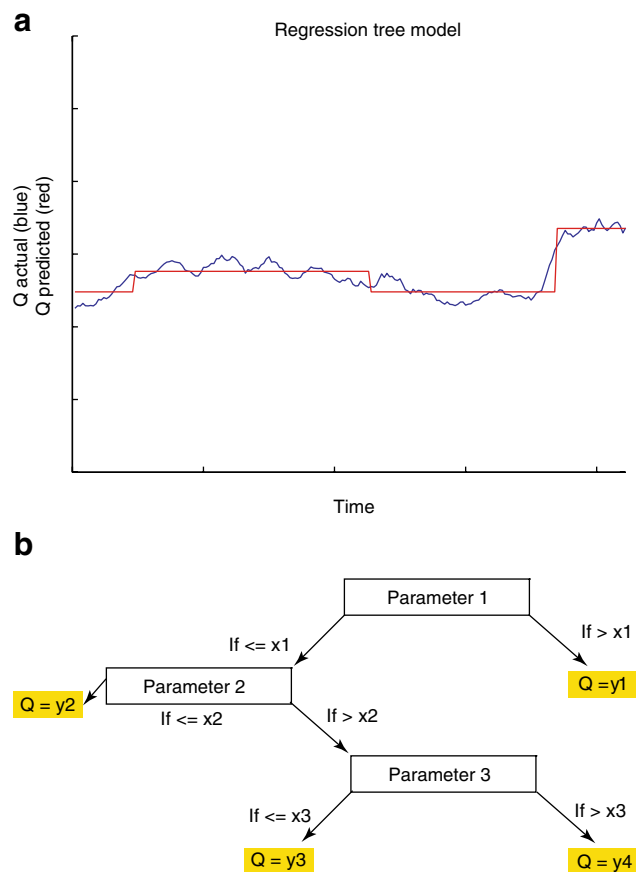 a
Regression tree model
Q actual (blue)
Q predicted (red)
Time
b
Parameter 1
If <= x1
If > x1
Parameter 2
Q = y2
Q =y1
If <= x2
If > x2
Parameter 3
If <= x3
If > x3
Q = y3
Q = y4